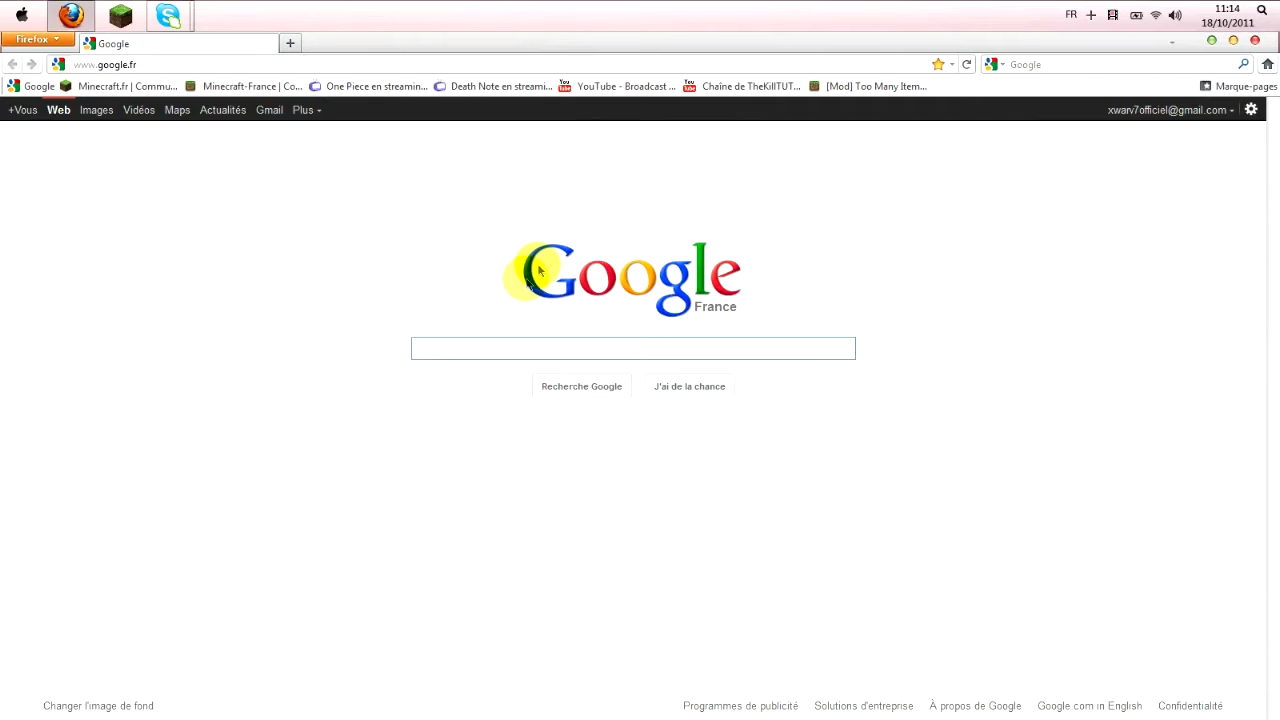 FR
11:14
18/10/2011
Firefox
Google
www.google.fr
Google
Google
Minecraft.fr | Commu...
Minecraft-France | Co...
One Piece en streamin...
Death Note en streami...
YouTube - Broadcast ...
Chaîne de TheKillTUT...
[Mod] Too Many Item...
Marque-pages
+Vous
Web
Images
Vidéos
Maps
Actualités
Gmail
Plus
xwarv7officiel@gmail.com
Google
France
Recherche Google
J'ai de la chance
Changer l'image de fond
Programmes de publicité
Solutions d'entreprise
À propos de Google
Google.com in English
Confidentialité